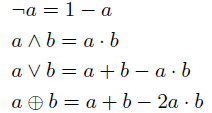 ¬a = 1 − a
a ∧ b = a · b
a ∨ b = a + b − a · b
a ⊕ b = a + b − 2a · b